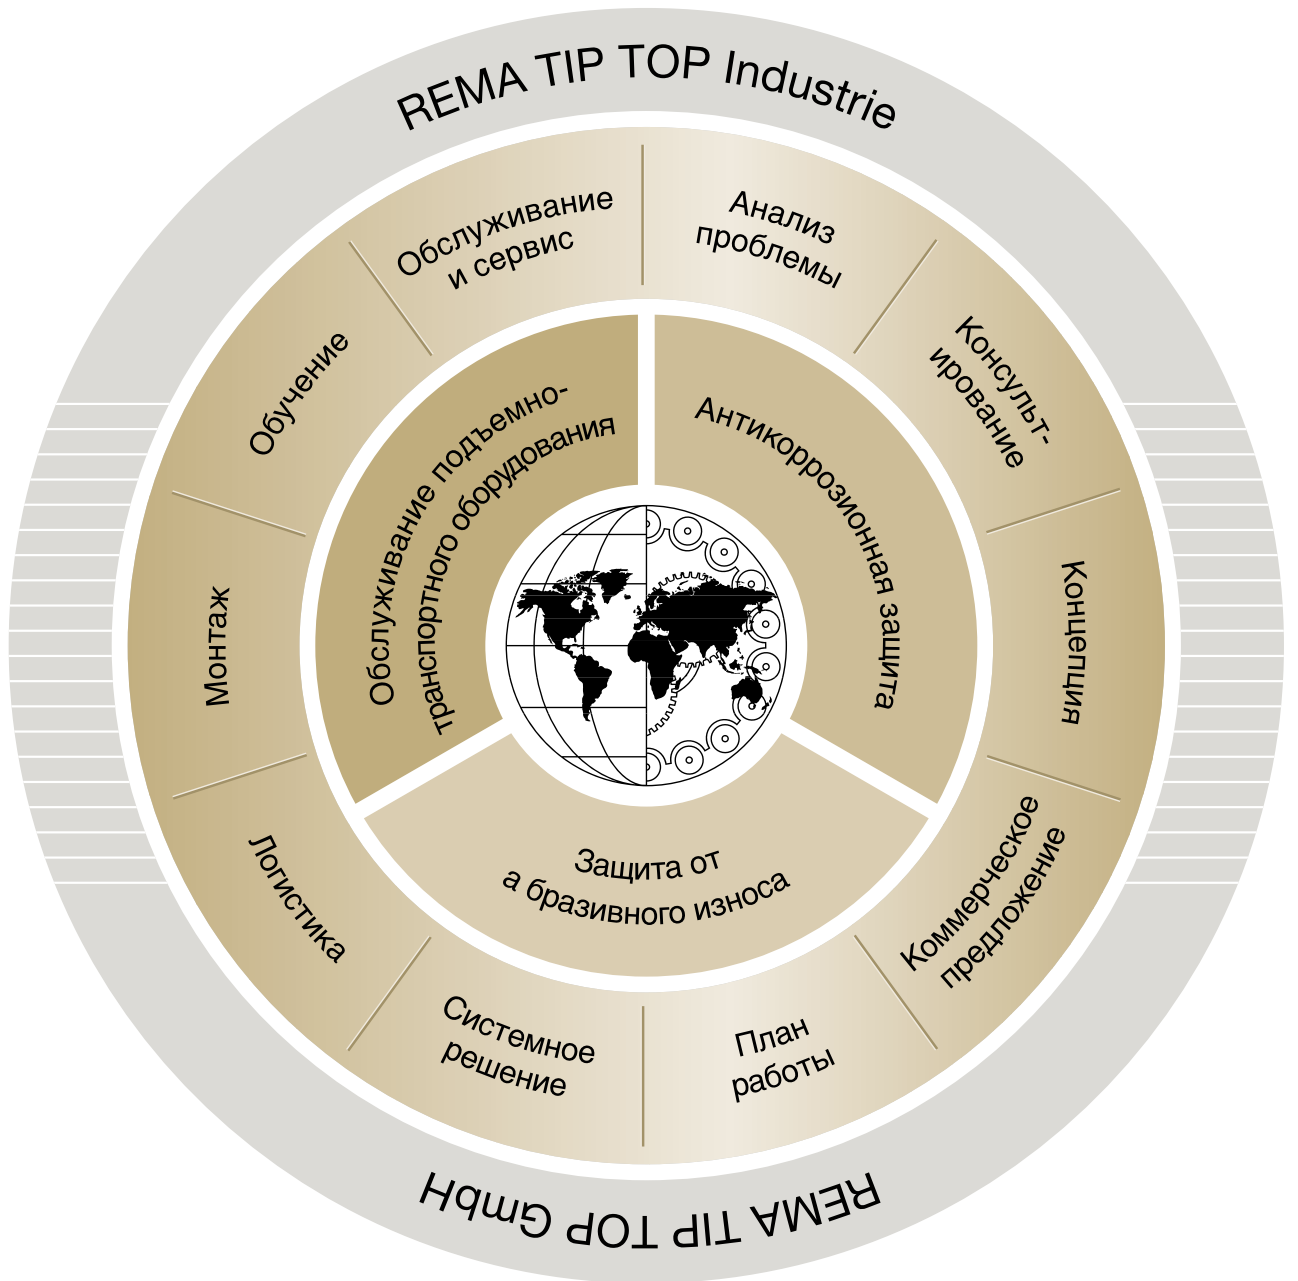 REMA TIP TOP Industrie
Анализ
проблемы
Консульт-
ирование
Концепция
Коммерческое
предложение
План
работы
Системное
решение
Логистика
Монтаж
Обучение
Обслуживание
и сервис
Антикоррозионная защита
Защита от
а бразивного износа
Обслуживание подъемно-
транспортного оборудования
REMA TIP TOP GmbH